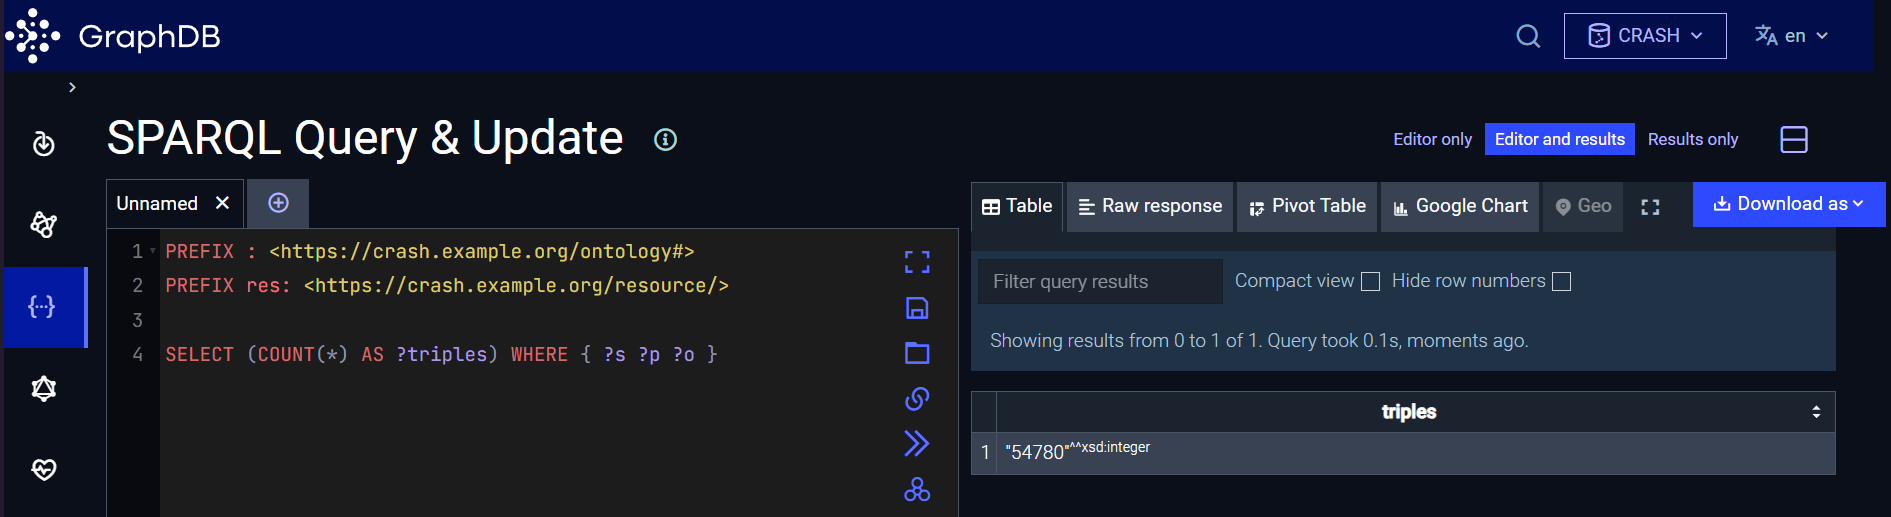 GraphDB
CRASH
en
SPARQL Query & Update
Editor only
Editor and results
Results only
Unnamed
1 PREFIX : <https://crash.example.org/ontology#>
2 PREFIX res: <https://crash.example.org/resource/>
3
4 SELECT (COUNT(*) AS ?triples) WHERE { ?s ?p ?o }
Table
Raw response
Pivot Table
Google Chart
Geo
Download as
Filter query results
Compact view
Hide row numbers
Showing results from 0 to 1 of 1. Query took 0.1s, moments ago.
triples
1 "54780"^^xsd:integer